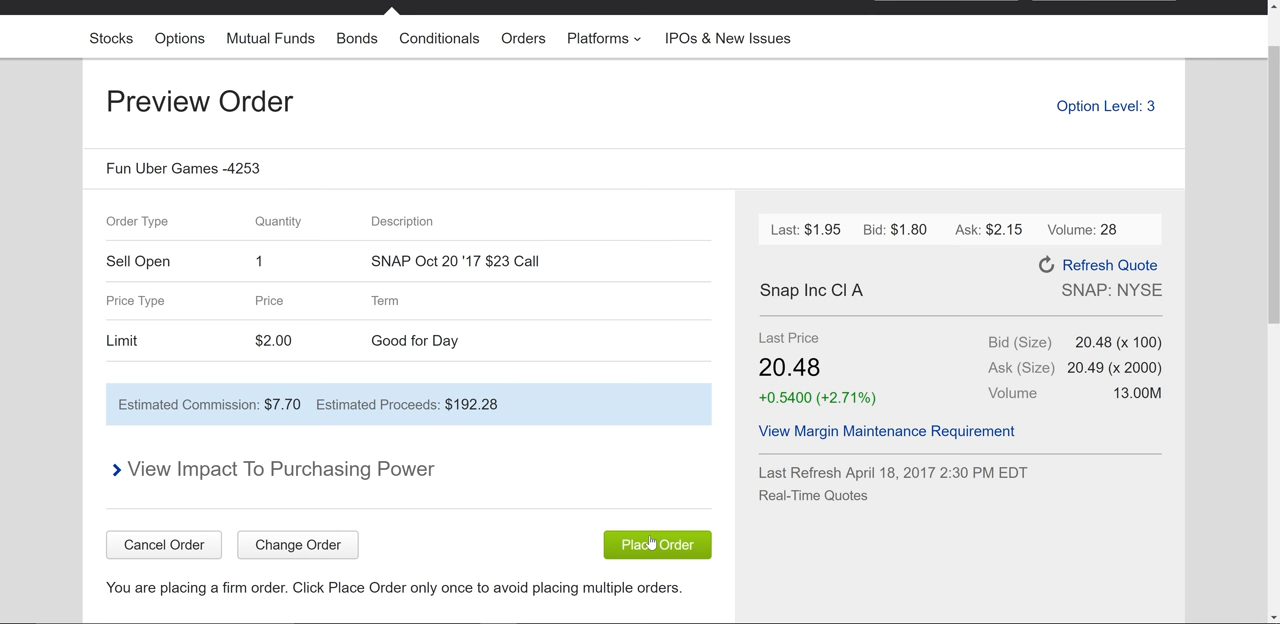 Stocks Options Mutual Funds Bonds Conditionals Orders Platforms IPOs & New Issues
Preview Order
Option Level: 3
Fun Uber Games -4253
Order Type Quantity Description
Sell Open 1 SNAP Oct 20 '17 $23 Call
Price Type Price Term
Limit $2.00 Good for Day
Estimated Commission: $7.70 Estimated Proceeds: $192.28
View Impact To Purchasing Power
Cancel Order Change Order Place Order
You are placing a firm order. Click Place Order only once to avoid placing multiple orders.
Last: $1.95 Bid: $1.80 Ask: $2.15 Volume: 28
Refresh Quote
Snap Inc Cl A SNAP: NYSE
Last Price
20.48
+0.5400 (+2.71%)
Bid (Size) 20.48 (x 100)
Ask (Size) 20.49 (x 2000)
Volume 13.00M
View Margin Maintenance Requirement
Last Refresh April 18, 2017 2:30 PM EDT
Real-Time Quotes